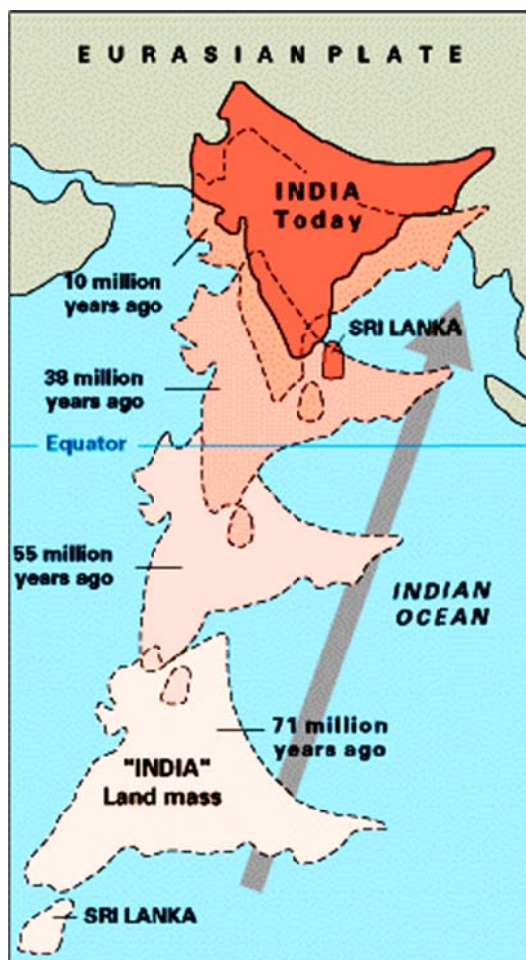 EURASIAN PLATE
INDIA
Today
10 million
years ago
SRI LANKA
38 million
years ago
Equator
55 million
years ago
INDIAN
OCEAN
71 million
years ago
"INDIA"
Land mass
SRI LANKA